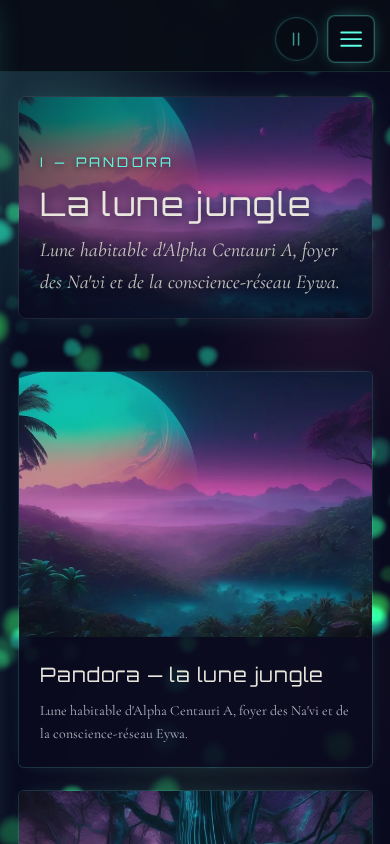 I — PANDORA
La lune jungle
Lune habitable d'Alpha Centauri A, foyer
des Na'vi et de la conscience-réseau Eywa.
Pandora — la lune jungle
Lune habitable d'Alpha Centauri A, foyer des Na'vi et de
la conscience-réseau Eywa.